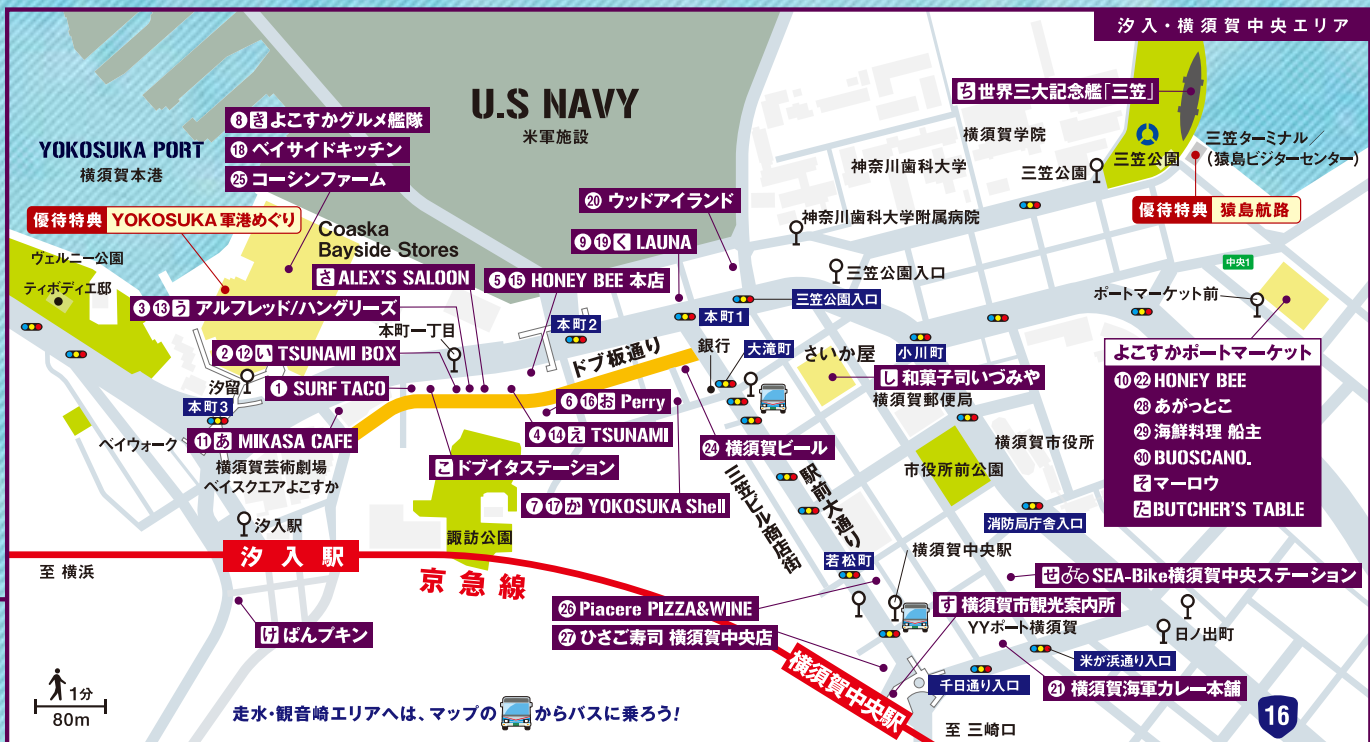 汐入・横須賀中央エリア
U.S NAVY
米軍施設
YOKOSUKA PORT
横須賀本港
8 き よこすかグルメ艦隊
18 ベイサイドキッチン
25 コーシンファーム
優待特典 YOKOSUKA軍港めぐり
Coaska
Bayside Stores
ヴェルニー公園
ティボディエ邸
さ ALEX'S SALOON
3 13 う アルフレッド/ハングリーズ
本町一丁目
2 12 い TSUNAMI BOX
汐留
1 SURF TACO
本町3
ベイウォーク
11 あ MIKASA CAFE
横須賀芸術劇場
ベイスクエアよこすか
汐入駅
汐入駅
至 横浜
京急線
け ぱんプキン
諏訪公園
20 ウッドアイランド
9 19 く LAUNA
5 15 HONEY BEE 本店
本町2
本町1
ドブ板通り
銀行
大滝町
6 16 お Perry
4 14 え TSUNAMI
こ ドブイタステーション
7 17 か YOKOSUKA Shell
24 横須賀ビール
三笠ビル商店街
駅前大通り
若松町
26 Piacere PIZZA&WINE
27 ひさご寿司 横須賀中央店
横須賀中央駅
ち 世界三大記念艦「三笠」
横須賀学院
神奈川歯科大学
三笠公園
三笠公園
三笠ターミナル/
(猿島ビジターセンター)
優待特典 猿島航路
神奈川歯科大学附属病院
三笠公園入口
三笠公園入口
中央1
ポートマーケット前
さいか屋
小川町
し 和菓子司いづみや
横須賀郵便局
横須賀市役所
市役所前公園
消防局庁舎入口
よこすかポートマーケット
10 22 HONEY BEE
28 あがっとこ
29 海鮮料理 船主
30 BUOSCANO.
そ マーロウ
た BUTCHER'S TABLE
横須賀中央駅
せ SEA-Bike横須賀中央ステーション
す 横須賀市観光案内所
YYポート横須賀
日ノ出町
米が浜通り入口
千日通り入口
21 横須賀海軍カレー本舗
至 三崎口
16
1分
80m
走水・観音崎エリアへは、マップの からバスに乗ろう!